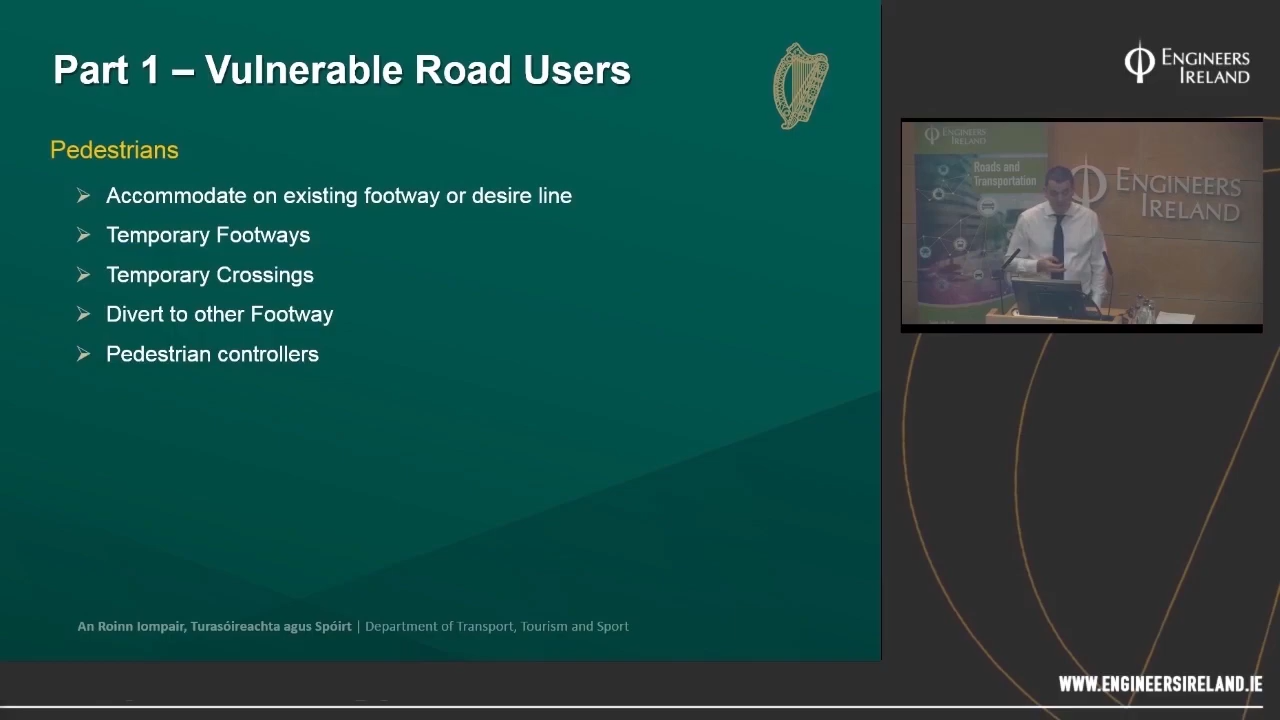 Part 1 – Vulnerable Road Users
Pedestrians
Accommodate on existing footway or desire line
Temporary Footways
Temporary Crossings
Divert to other Footway
Pedestrian controllers
An Roinn Iompair, Turasóireachta agus Spóirt | Department of Transport, Tourism and Sport
ENGINEERS
IRELAND
ENGINEERS
IRELAND
Roads and
Transportation
ENGINEERS
IRELAND
WWW.ENGINEERSIRELAND.IE